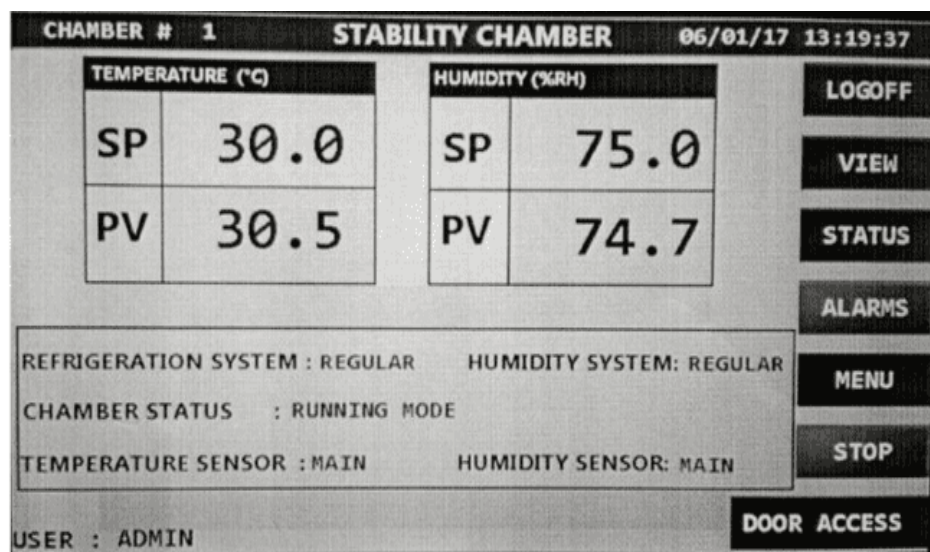 CHAMBER # 1 STABILITY CHAMBER 06/01/17 13:19:37
TEMPERATURE (°C) HUMIDITY (%RH) LOGOFF
SP 30.0 SP 75.0 VIEW
PV 30.5 PV 74.7 STATUS
ALARMS
REFRIGERATION SYSTEM : REGULAR HUMIDITY SYSTEM: REGULAR
MENU
CHAMBER STATUS : RUNNING MODE
STOP
TEMPERATURE SENSOR : MAIN HUMIDITY SENSOR: MAIN
DOOR ACCESS
USER : ADMIN